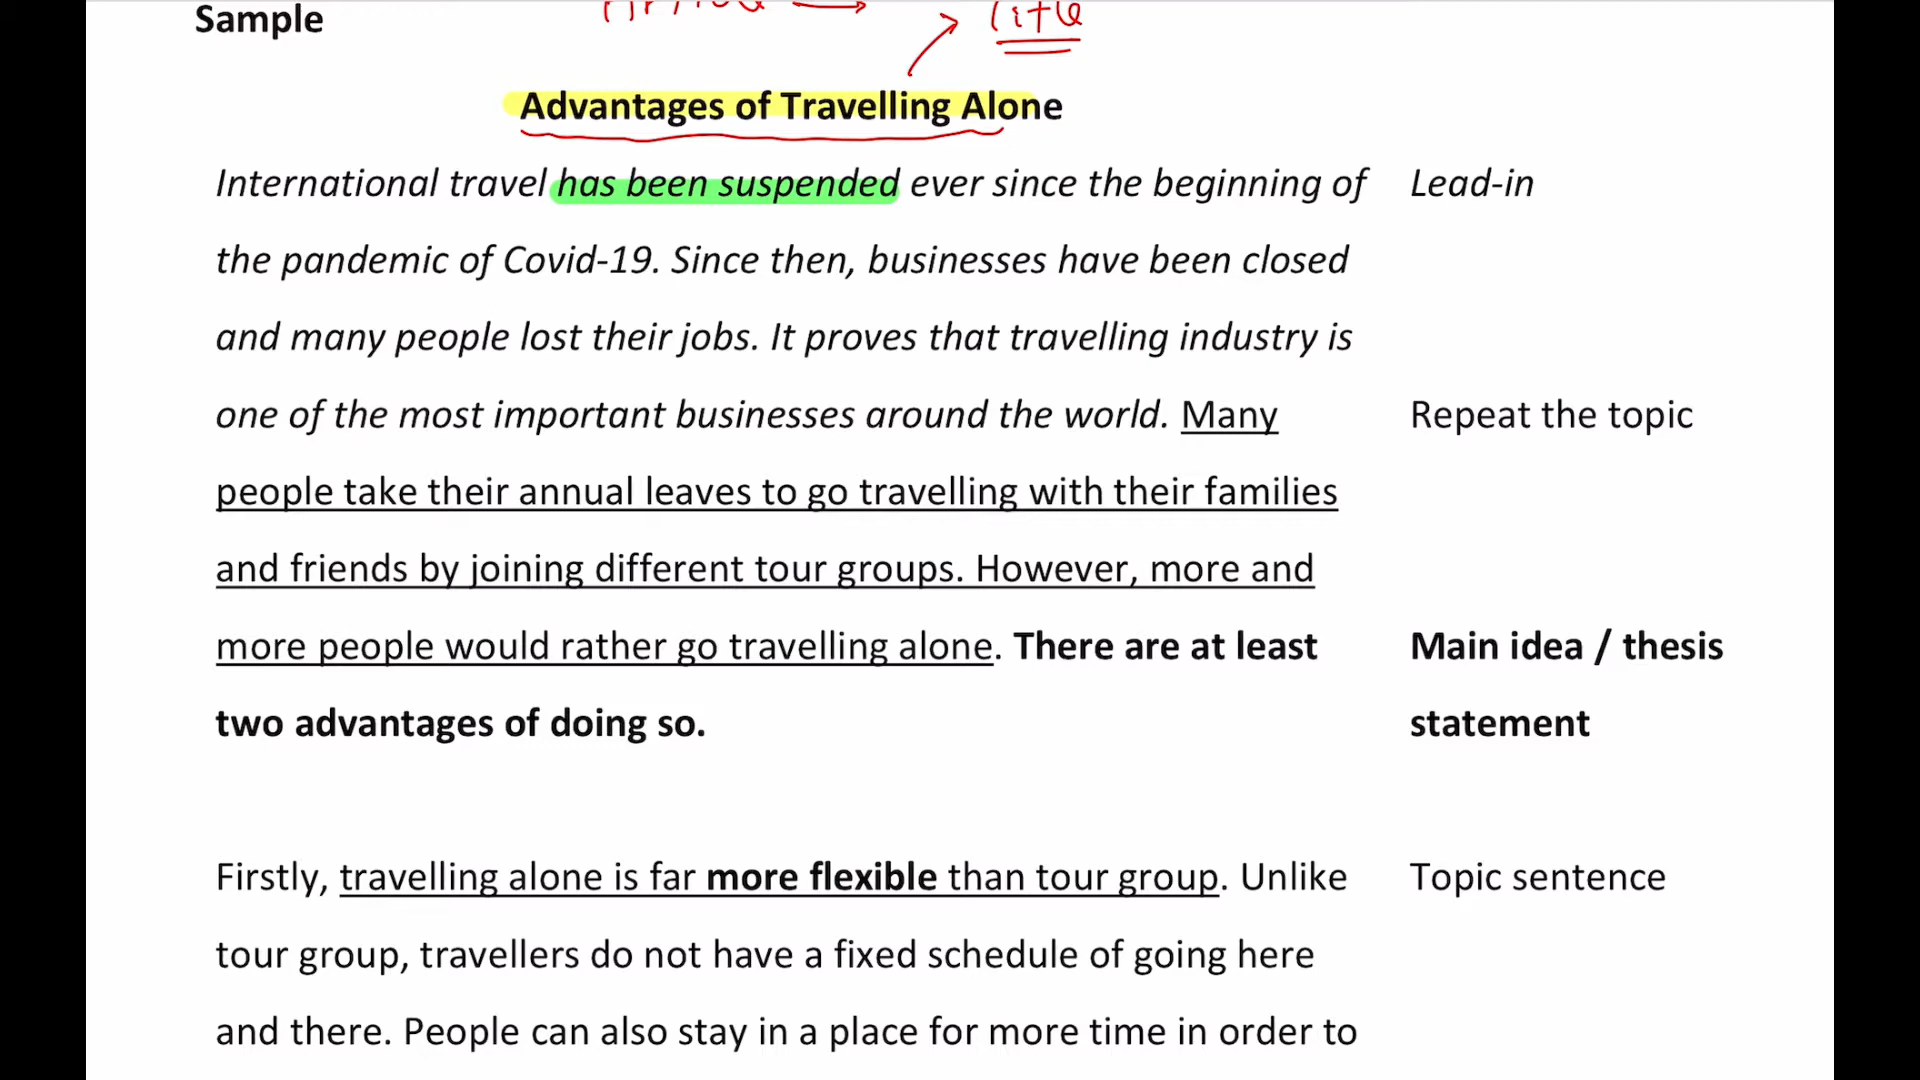 Sample
Title
Advantages of Travelling Alone
International travel has been suspended ever since the beginning of Lead-in
the pandemic of Covid-19. Since then, businesses have been closed
and many people lost their jobs. It proves that travelling industry is
one of the most important businesses around the world. Many Repeat the topic
people take their annual leaves to go travelling with their families
and friends by joining different tour groups. However, more and
more people would rather go travelling alone. There are at least Main idea / thesis
two advantages of doing so. statement
Firstly, travelling alone is far more flexible than tour group. Unlike Topic sentence
tour group, travellers do not have a fixed schedule of going here
and there. People can also stay in a place for more time in order to